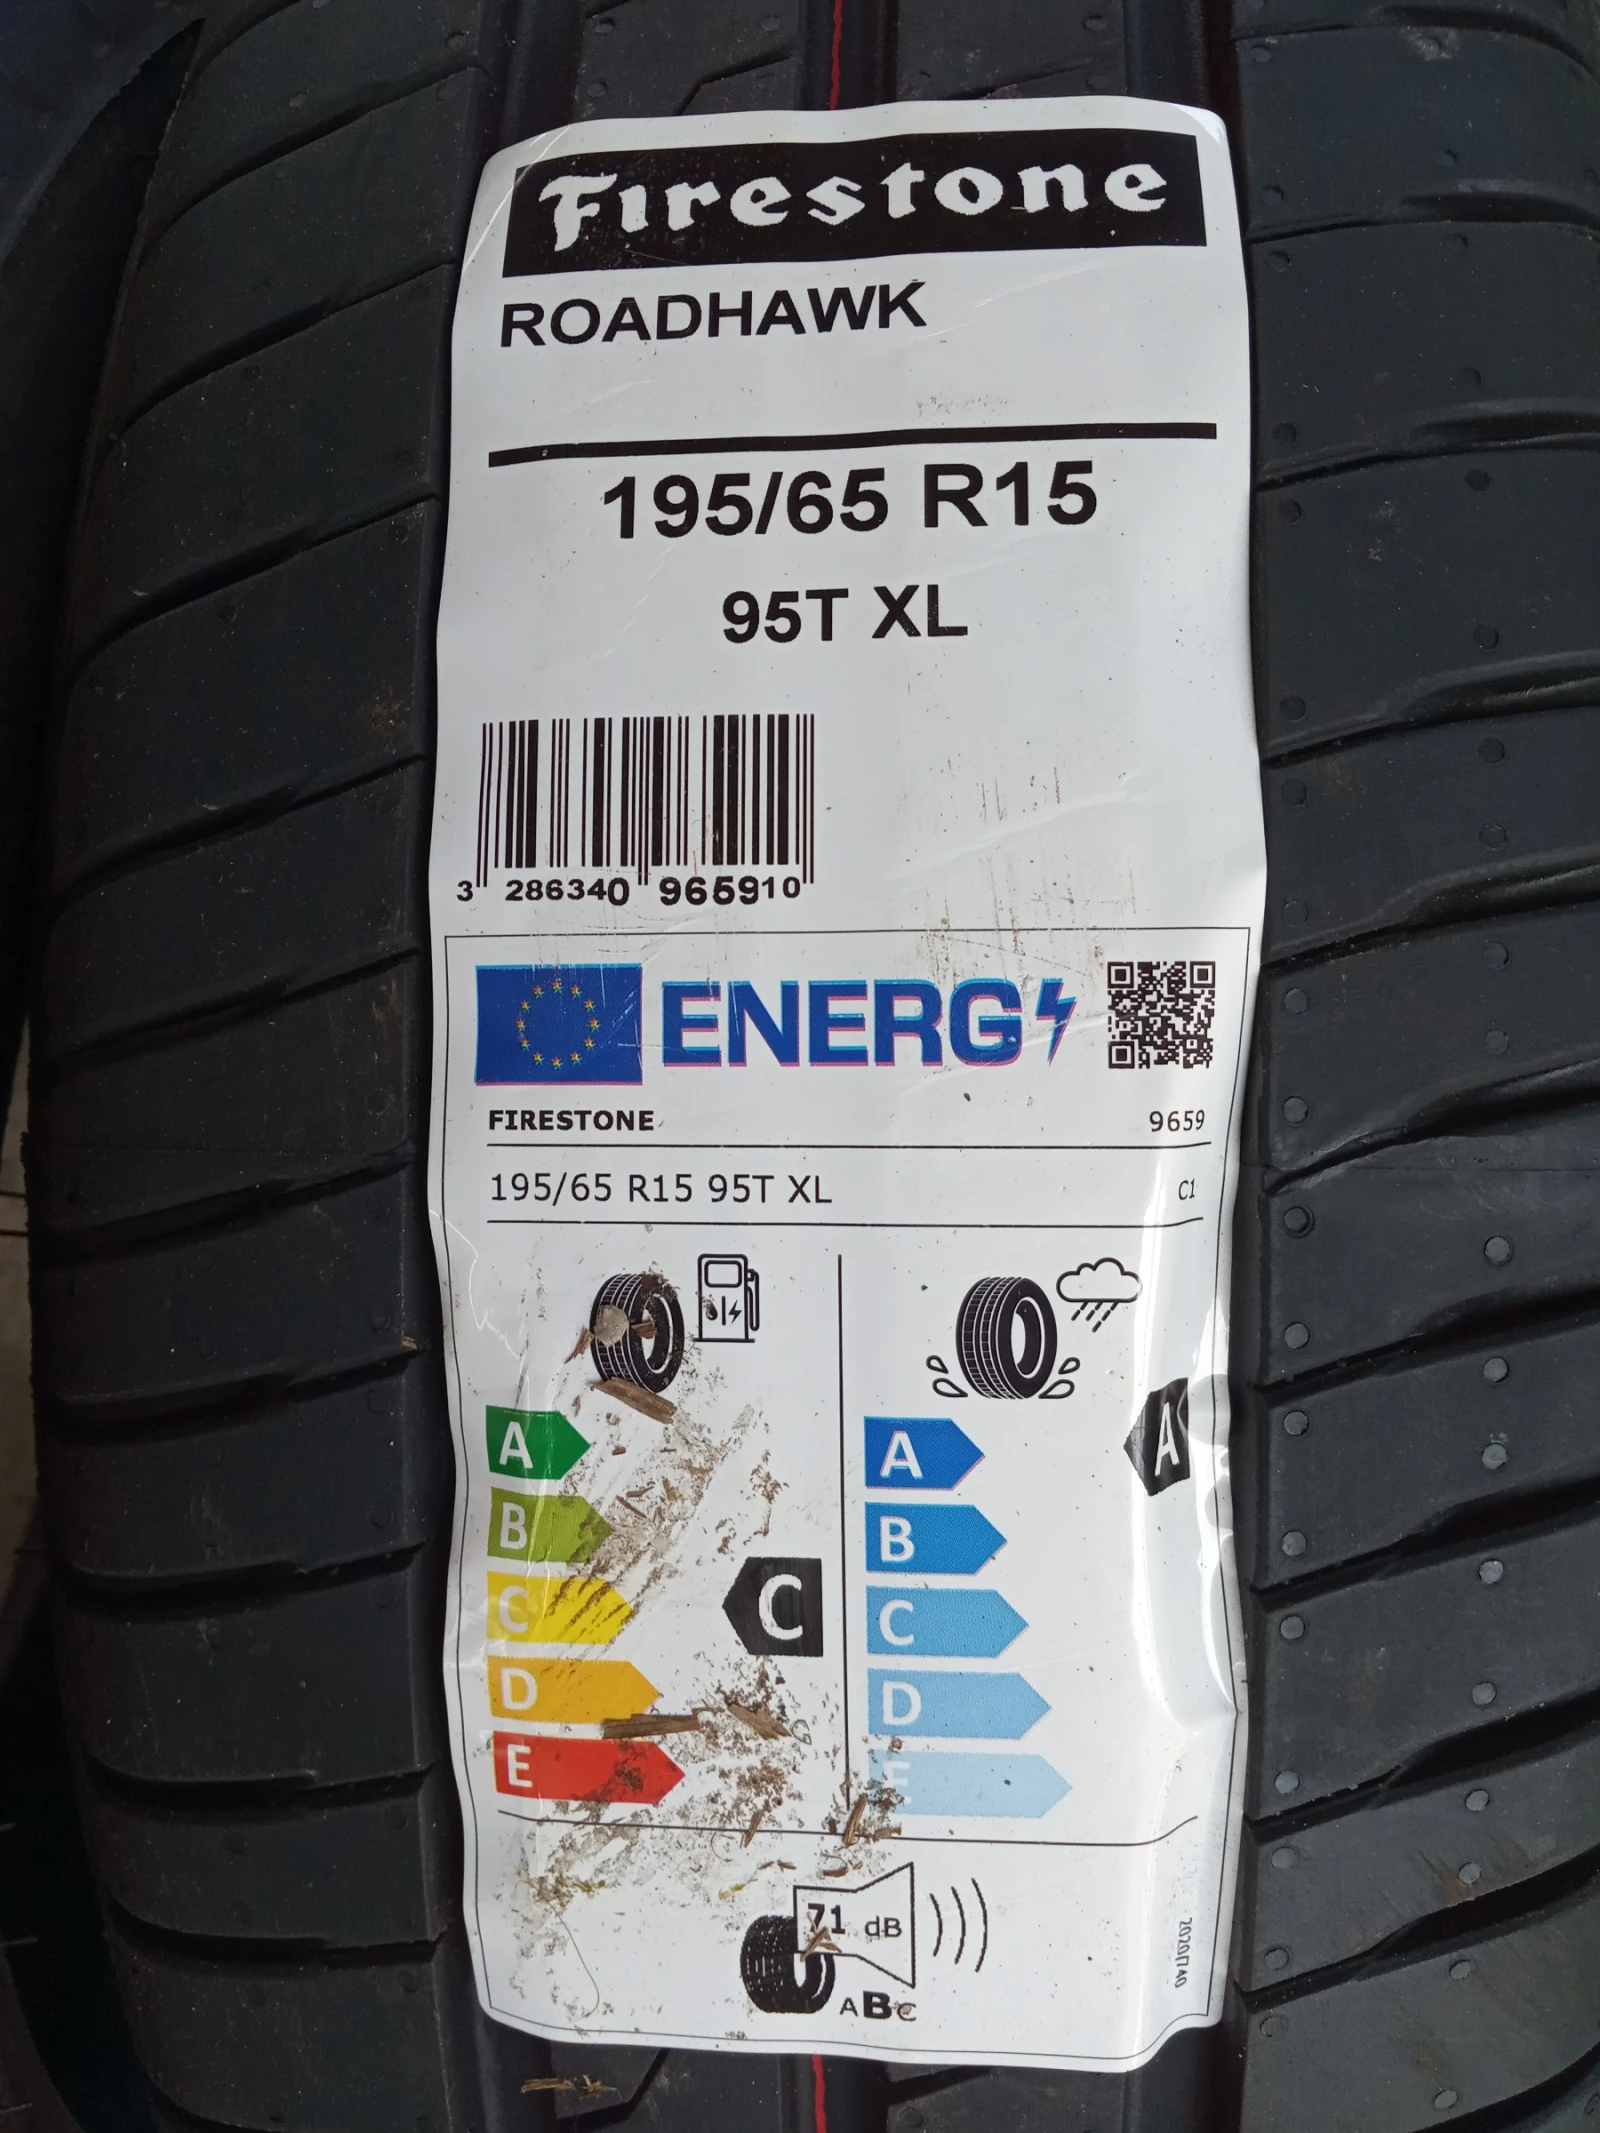 Firestone
ROADHAWK
195/65 R15
95T XL
3 286340 965910
ENERG
FIRESTONE 9659
195/65 R15 95T XL C1
A A A
B B
C C C
D D
E E
71 dB
ABC
2020/740